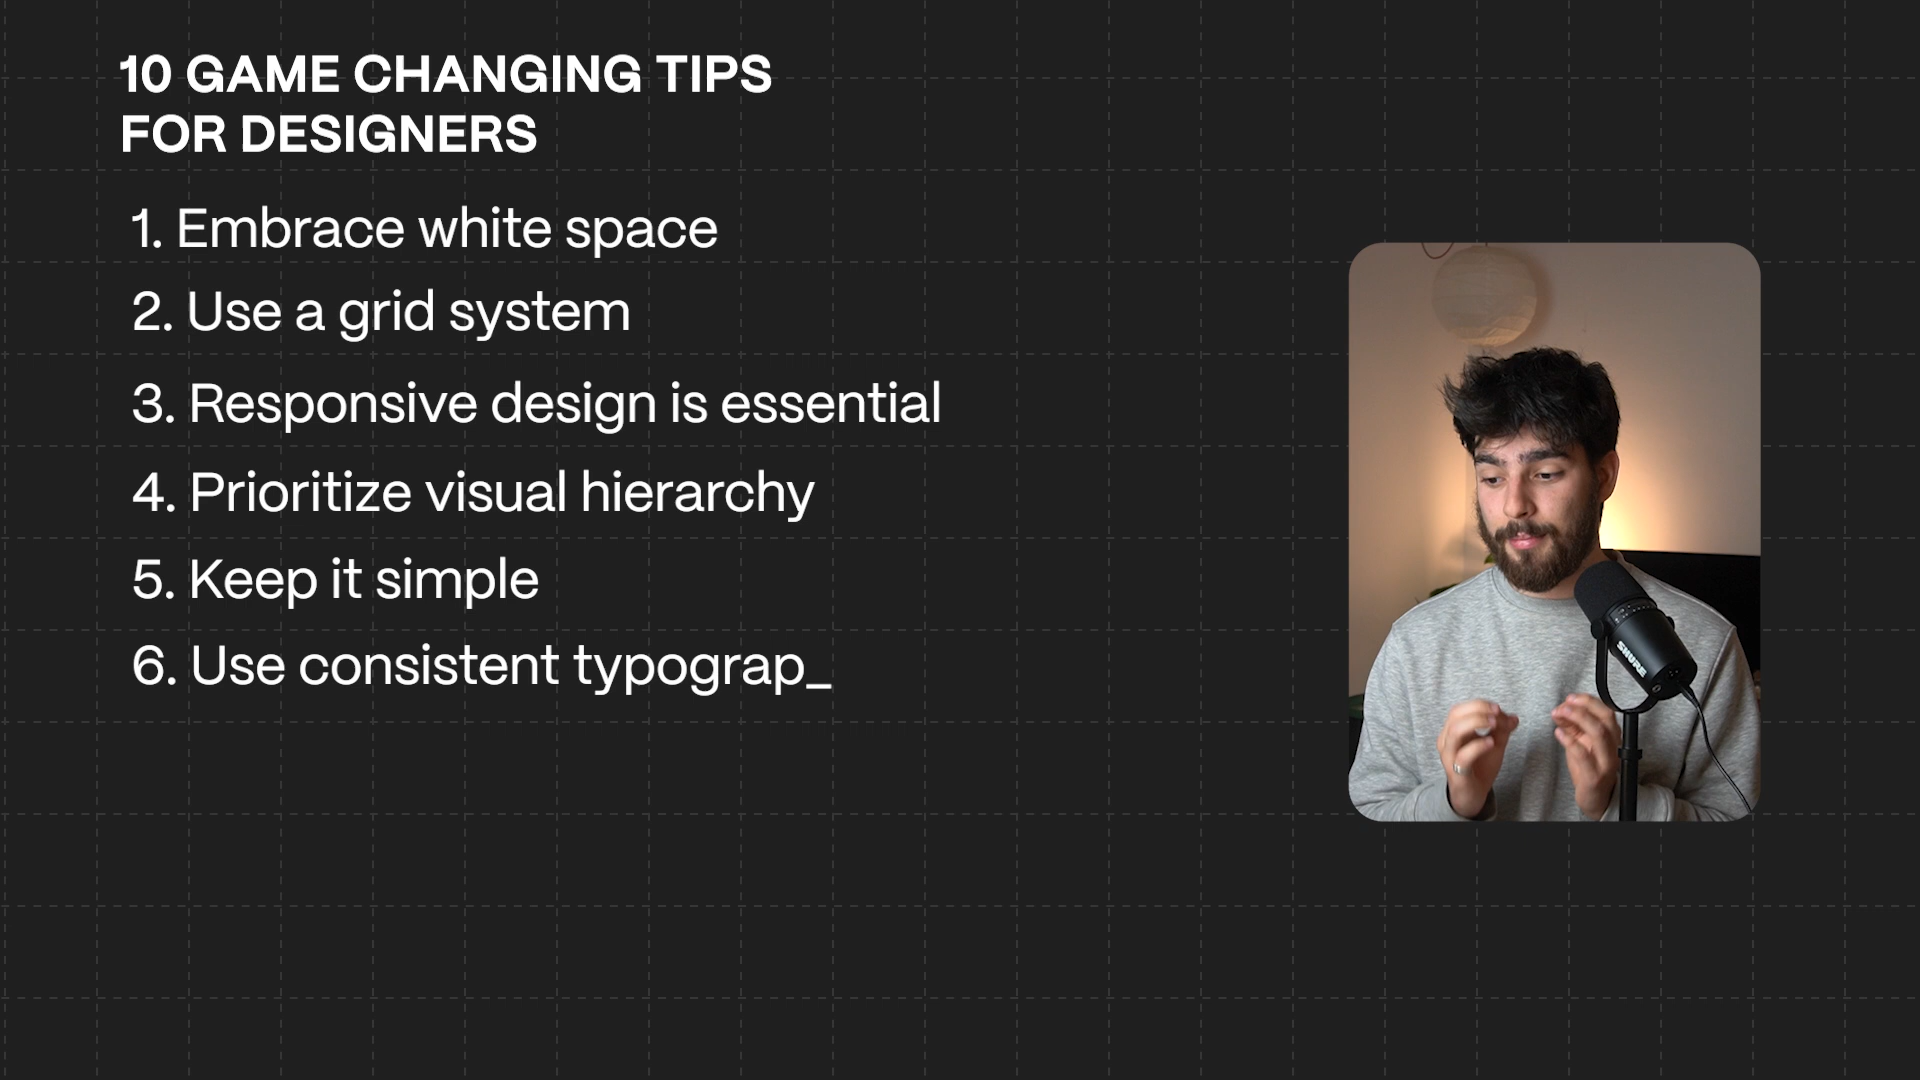 10 GAME CHANGING TIPS
FOR DESIGNERS
1. Embrace white space
2. Use a grid system
3. Responsive design is essential
4. Prioritize visual hierarchy
5. Keep it simple
6. Use consistent typograp_
SHURE